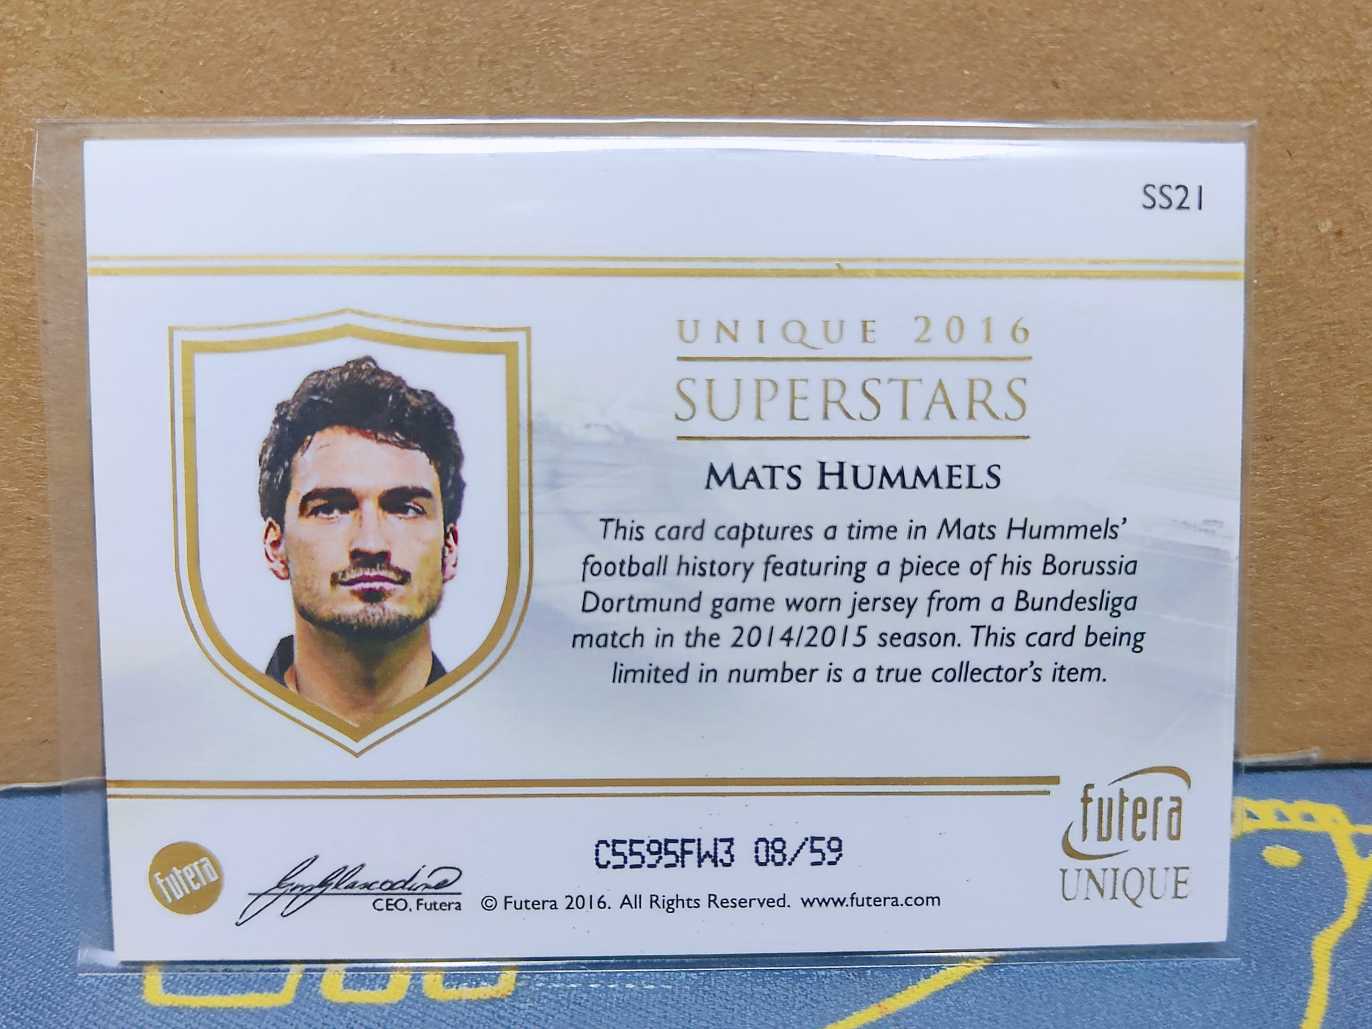 SS21
UNIQUE 2016
SUPERSTARS
MATS HUMMELS
This card captures a time in Mats Hummels'
football history featuring a piece of his Borussia
Dortmund game worn jersey from a Bundesliga
match in the 2014/2015 season. This card being
limited in number is a true collector's item.
futera
UNIQUE
C5595FW3 08/59
futera
CEO, Futera
© Futera 2016. All Rights Reserved. www.futera.com